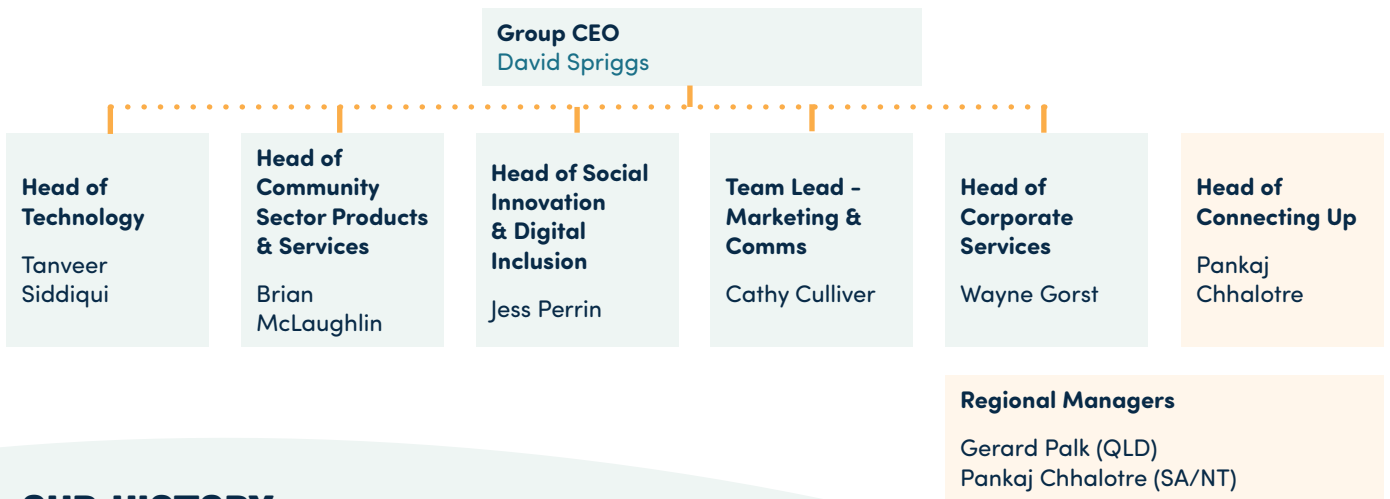 Group CEO
David Spriggs
Head of
Technology
Tanveer
Siddiqui
Head of
Community
Sector Products
& Services
Brian
McLaughlin
Head of Social
Innovation
& Digital
Inclusion
Jess Perrin
Team Lead -
Marketing &
Comms
Cathy Culliver
Head of
Corporate
Services
Wayne Gorst
Head of
Connecting Up
Pankaj
Chhalotre
Regional Managers
Gerard Palk (QLD)
Pankaj Chhalotre (SA/NT)
OUR HISTORY